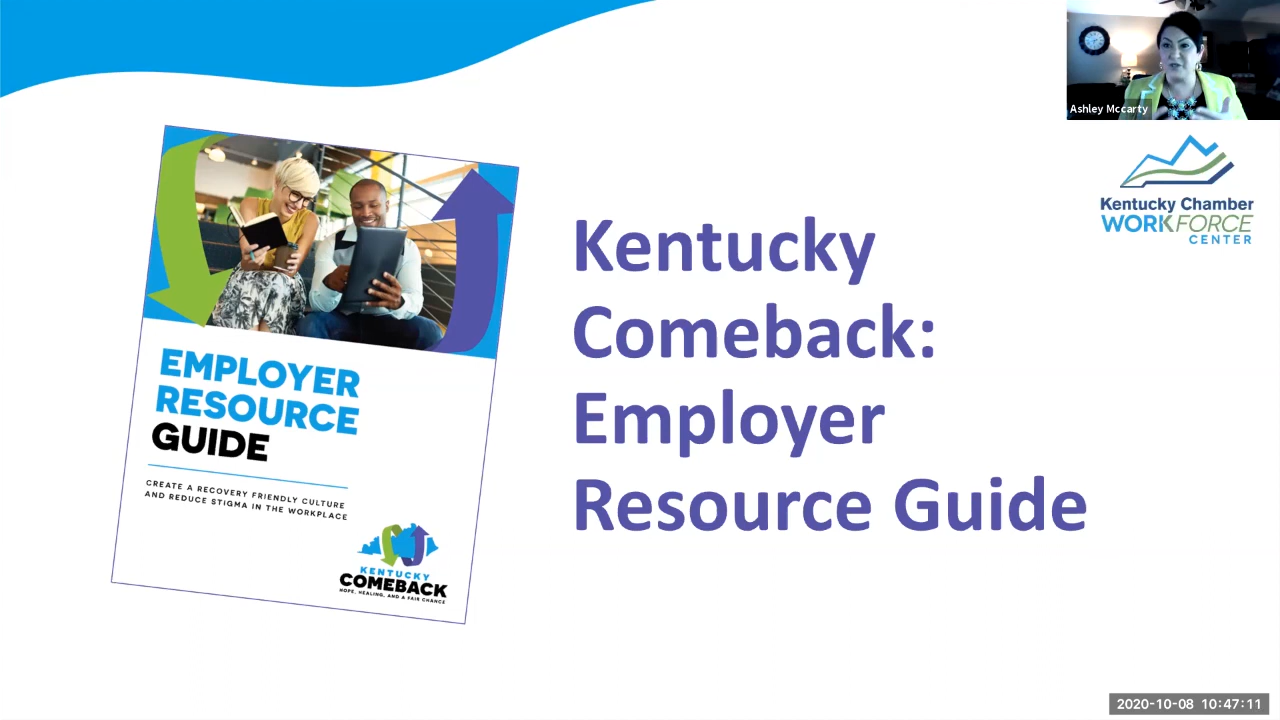 Ashley Mccarty
Kentucky Chamber
WORKFORCE
CENTER
EMPLOYER
RESOURCE
GUIDE
CREATE A RECOVERY FRIENDLY CULTURE
AND REDUCE STIGMA IN THE WORKPLACE
KENTUCKY
COMEBACK
HOPE, HEALING, AND A FAIR CHANCE
Kentucky
Comeback:
Employer
Resource Guide
2020-10-08 10:47:11